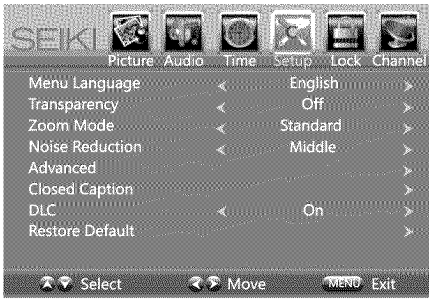 SEIKI
Picture Audio Time Setup Lock Channel
Menu Language English
Transparency Off
Zoom Mode Standard
Noise Reduction Middle
Advanced
Closed Caption
DLC On
Restore Default
Select Move MENU Exit